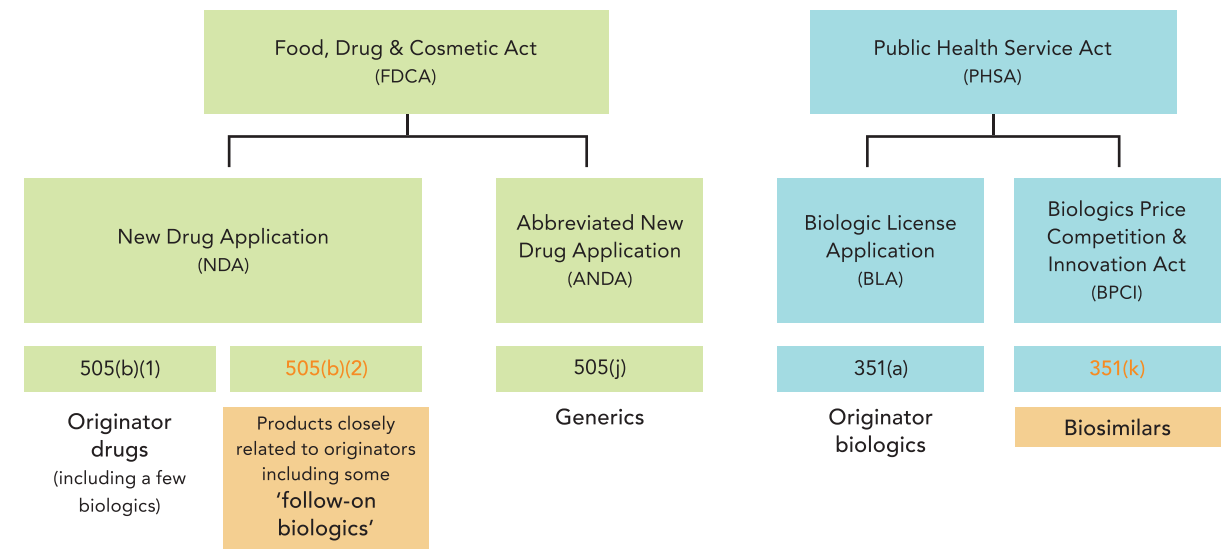 Food, Drug & Cosmetic Act
(FDCA)
Public Health Service Act
(PHSA)
New Drug Application
(NDA)
Abbreviated New
Drug Application
(ANDA)
Biologic License
Application
(BLA)
Biologics Price
Competition &
Innovation Act
(BPCI)
505(b)(1)
505(b)(2)
505(j)
351(a)
351(k)
Originator
drugs
(including a few
biologics)
Products closely
related to originators
including some
‘follow-on
biologics’
Generics
Originator
biologics
Biosimilars